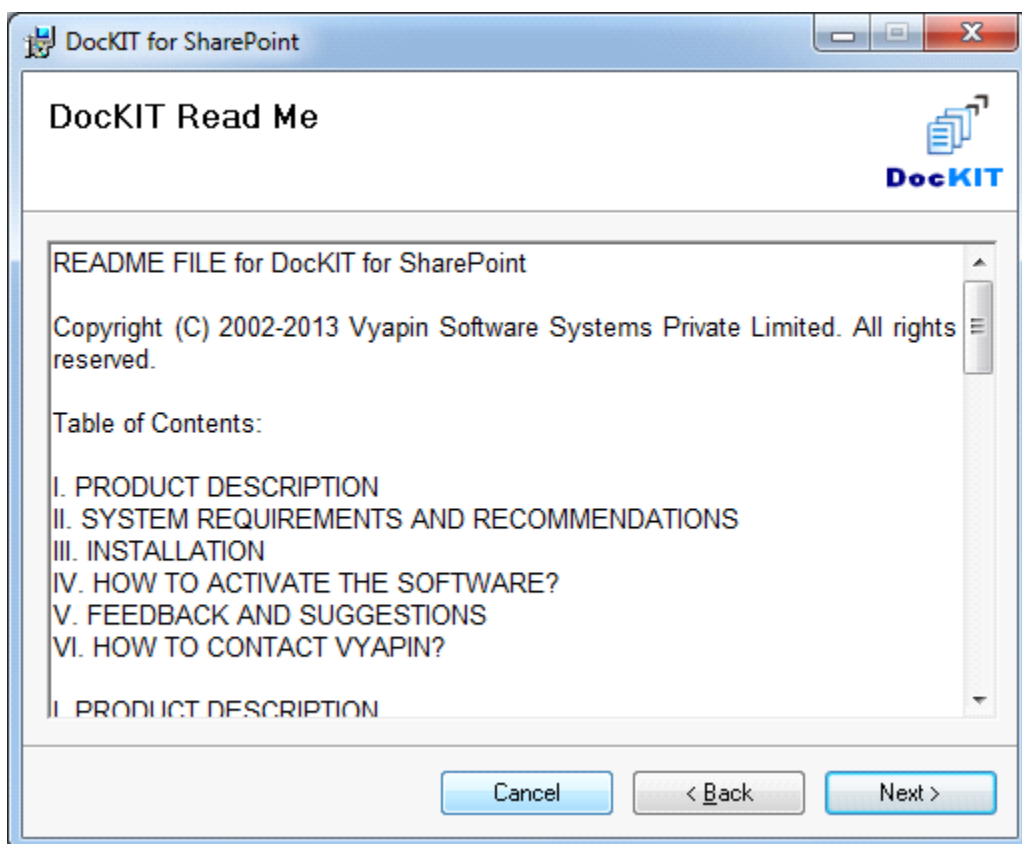 DocKIT for SharePoint
DocKIT Read Me
DocKIT
README FILE for DocKIT for SharePoint
Copyright (C) 2002-2013 Vyapin Software Systems Private Limited. All rights
reserved.
Table of Contents:
I. PRODUCT DESCRIPTION
II. SYSTEM REQUIREMENTS AND RECOMMENDATIONS
III. INSTALLATION
IV. HOW TO ACTIVATE THE SOFTWARE?
V. FEEDBACK AND SUGGESTIONS
VI. HOW TO CONTACT VYAPIN?
I. PRODUCT DESCRIPTION
Cancel
< Back
Next >